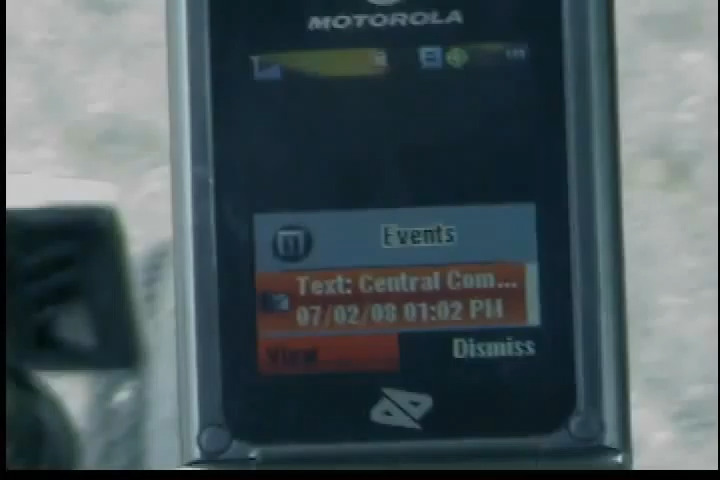 MOTOROLA
Events
Text: Central Com...
07/02/08 01:02 PM
View
Dismiss